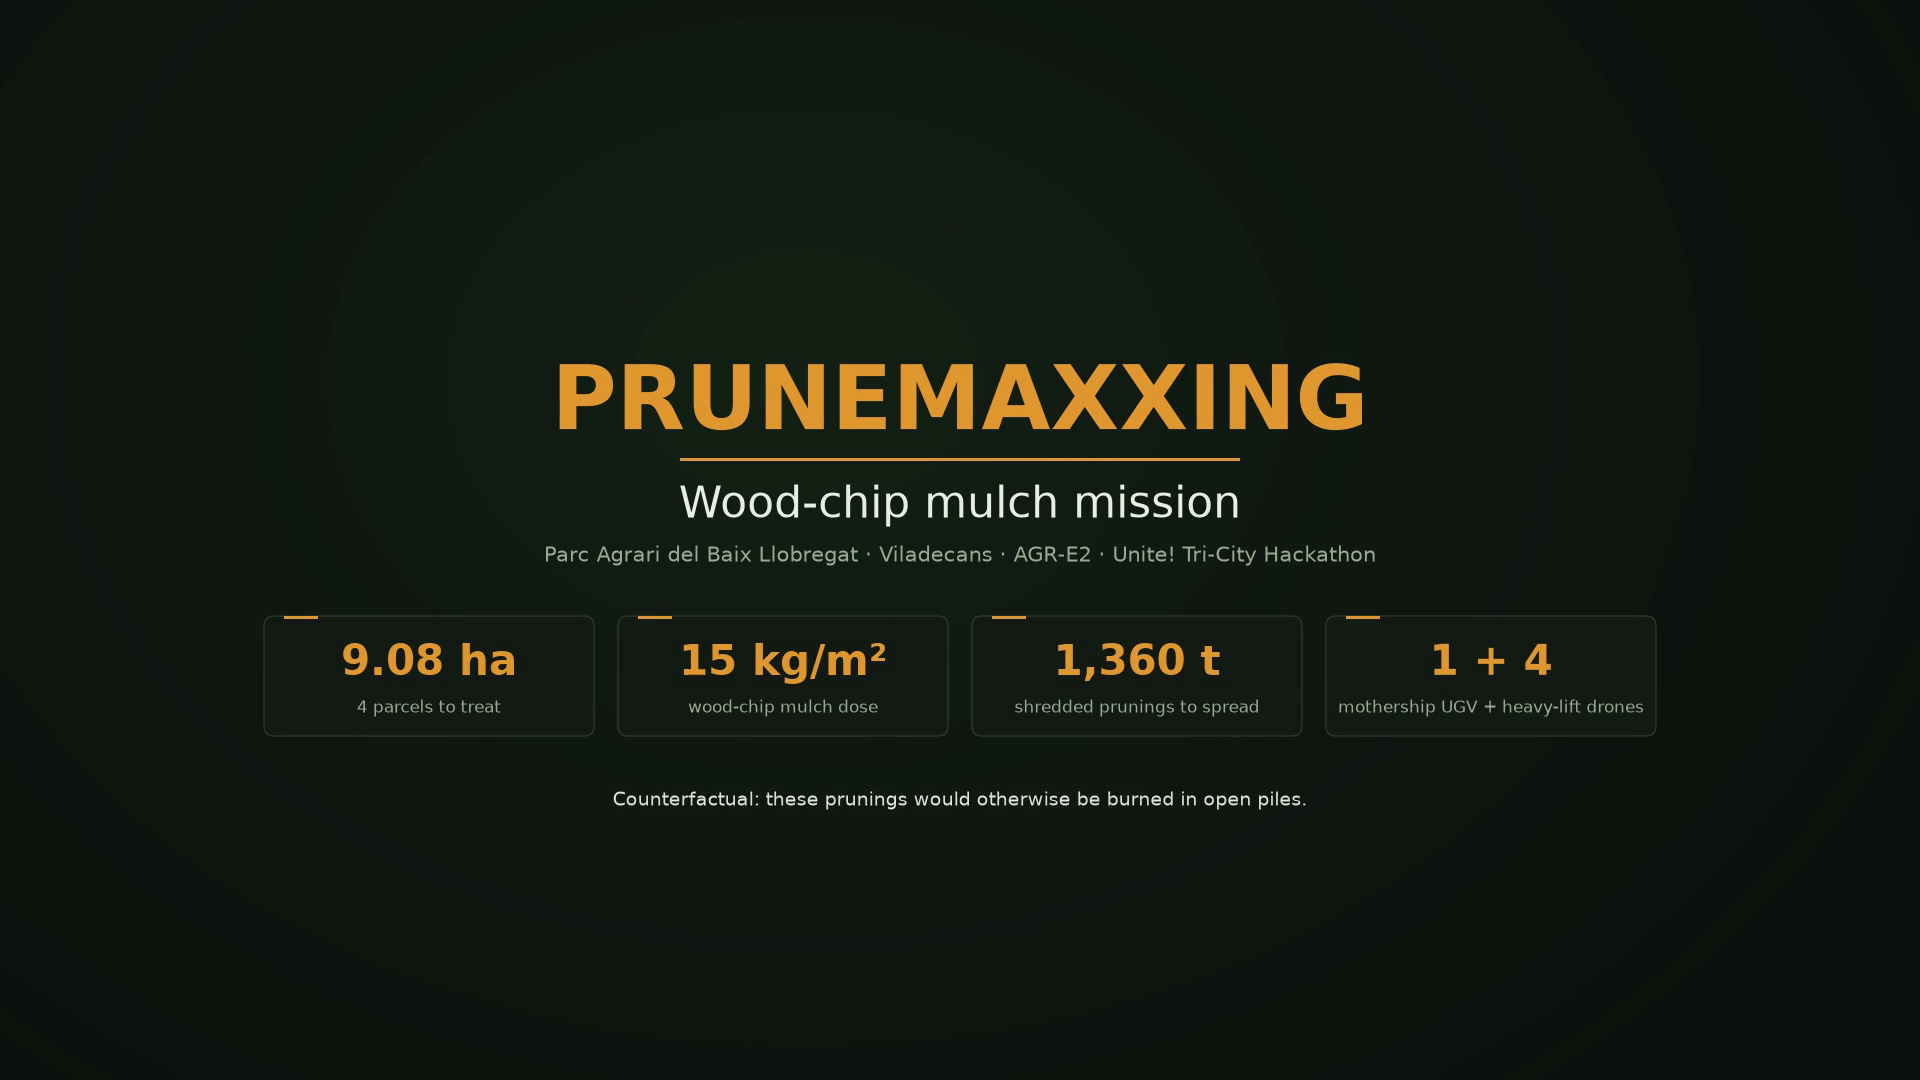 PRUNEMAXXING
Wood-chip mulch mission
Parc Agrari del Baix Llobregat · Viladecans · AGR-E2 · Unite! Tri-City Hackathon
9.08 ha
4 parcels to treat
15 kg/m²
wood-chip mulch dose
1,360 t
shredded prunings to spread
1 + 4
mothership UGV + heavy-lift drones
Counterfactual: these prunings would otherwise be burned in open piles.